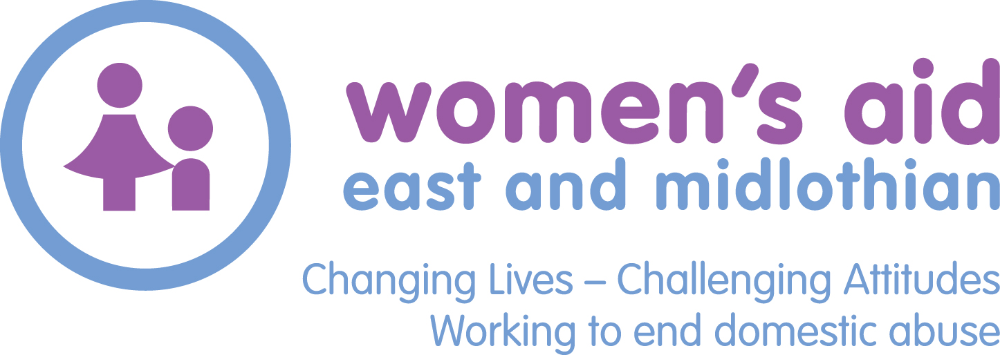 women's aid
east and midlothian
Changing Lives – Challenging Attitudes
Working to end domestic abuse